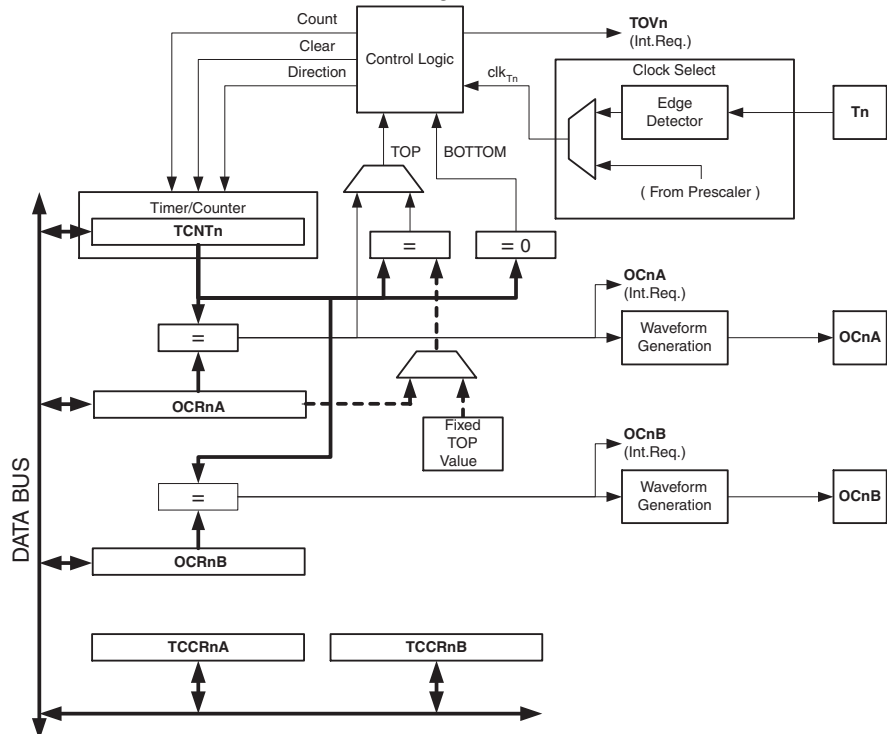 Count
Clear
Direction
Control Logic
TOVn
(Int.Req.)
clkTn
Clock Select
Edge
Detector
Tn
( From Prescaler )
TOP
BOTTOM
Timer/Counter
TCNTn
=
= 0
OCnA
(Int.Req.)
=
Waveform
Generation
OCnA
OCRnA
Fixed
TOP
Value
OCnB
(Int.Req.)
=
Waveform
Generation
OCnB
DATA BUS
OCRnB
TCCRnA
TCCRnB